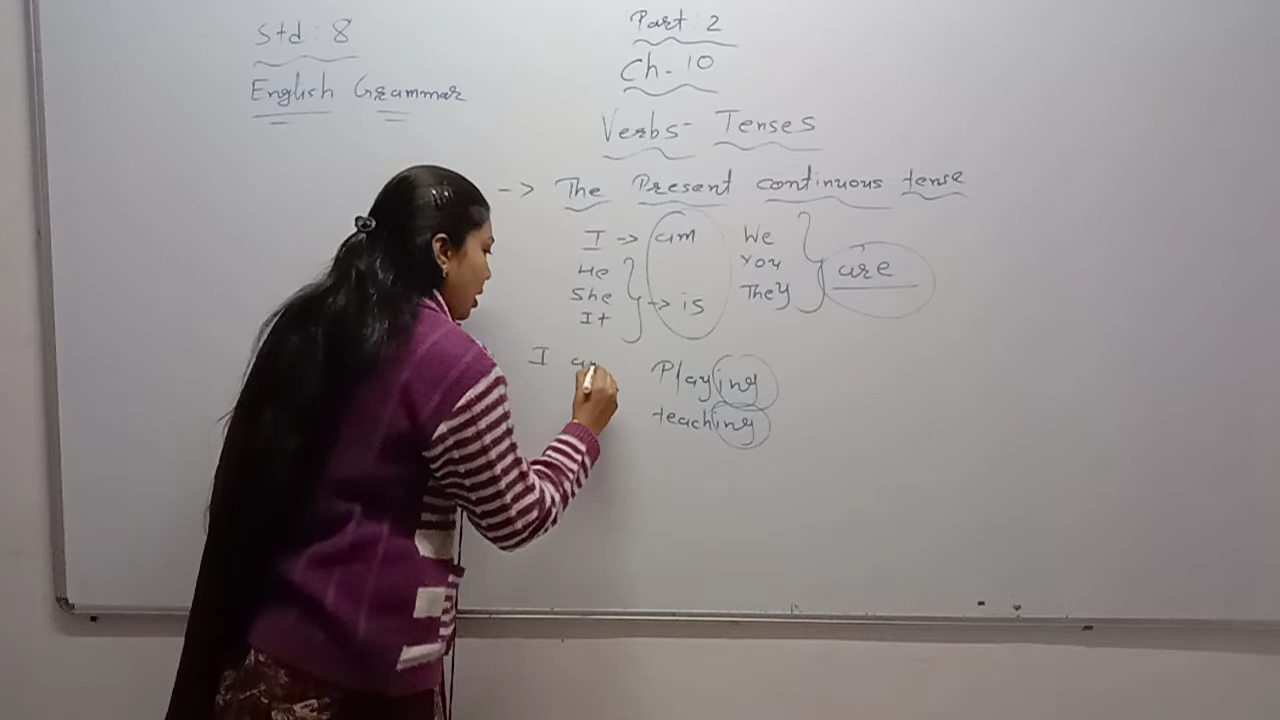 Std: 8
English Grammar
Part 2
Ch. 10
Verbs- Tenses
-> The Present continuous tense
I -> am
He
She
It
-> is
We
You
They
are
I am
Playing
teaching